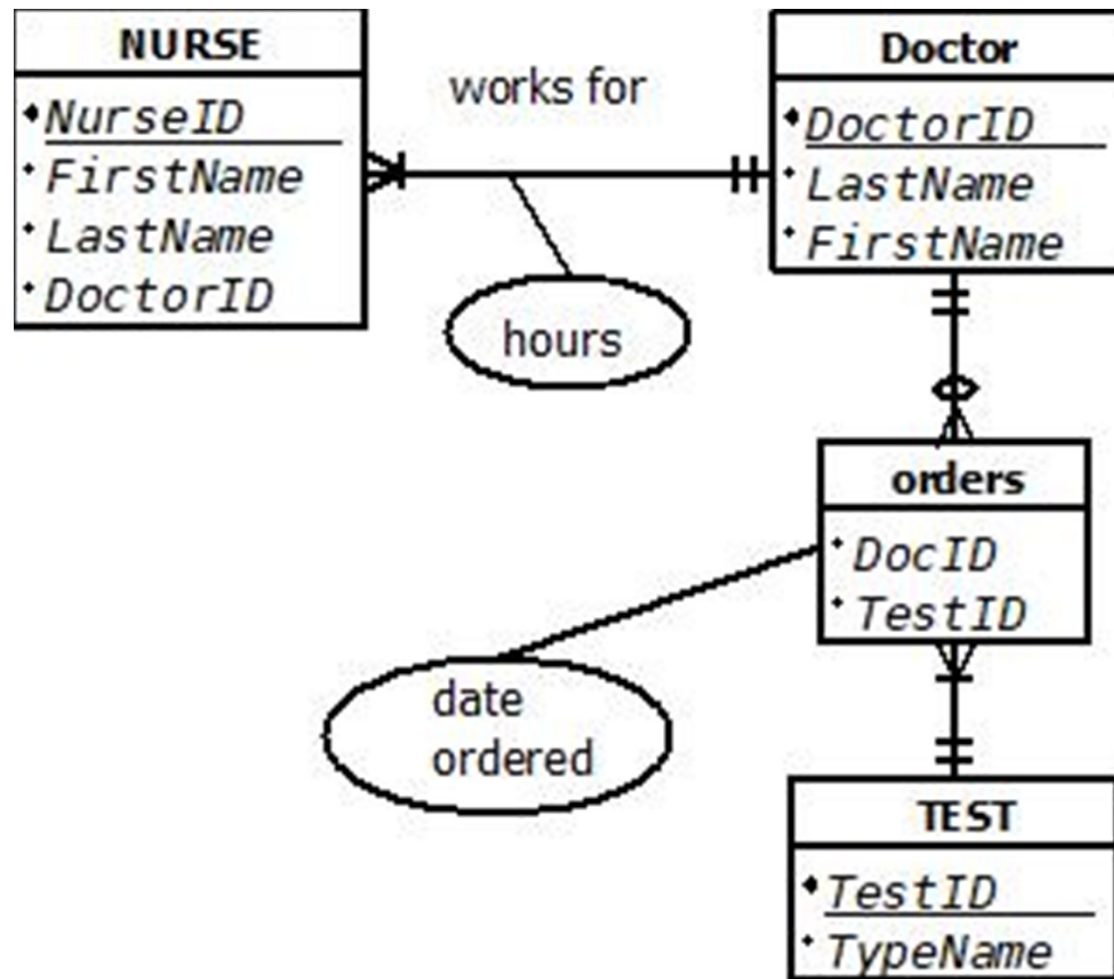 NURSE
NurseID
FirstName
LastName
DoctorID
works for
hours
Doctor
DoctorID
LastName
FirstName
orders
DocID
TestID
date
ordered
TEST
TestID
TypeName